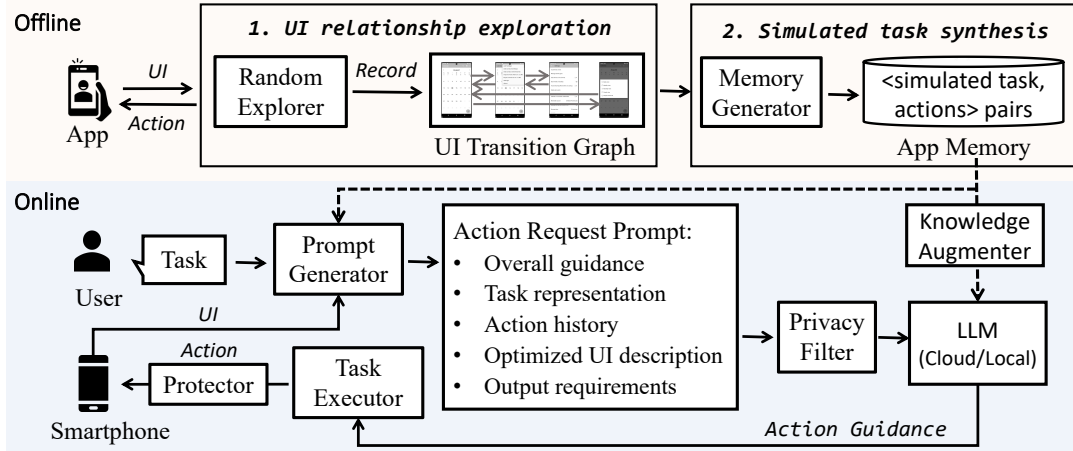 Offline
1. UI relationship exploration
2. Simulated task synthesis
UI
Action
App
Random
Explorer
Record
UI Transition Graph
Memory
Generator
<simulated task,
actions> pairs
App Memory
Online
User
Task
Prompt
Generator
Action Request Prompt:
• Overall guidance
• Task representation
• Action history
• Optimized UI description
• Output requirements
Knowledge
Augmenter
Privacy
Filter
LLM
(Cloud/Local)
UI
Action
Protector
Smartphone
Task
Executor
Action Guidance